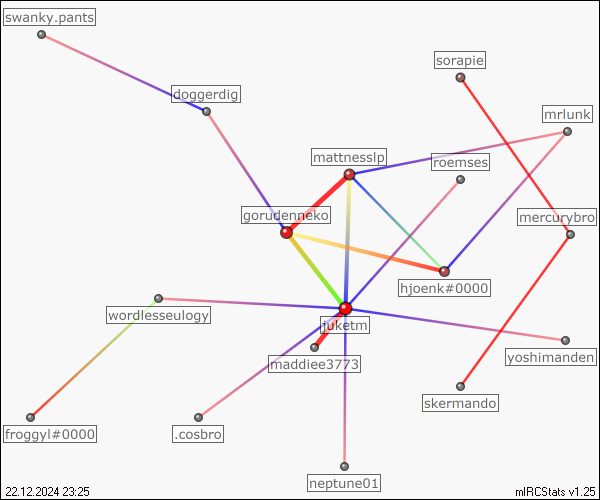 swanky.pants
sorapie
doggerdig
mrlunk
mattnesslp
roemses
gorudenneko
mercurybro
hjoenk#0000
wordlesseulogy
juketm
yoshimanden
maddiee3773
skermando
froggyl#0000
.cosbro
neptune01
22.12.2024 23:25
mIRCStats v1.25